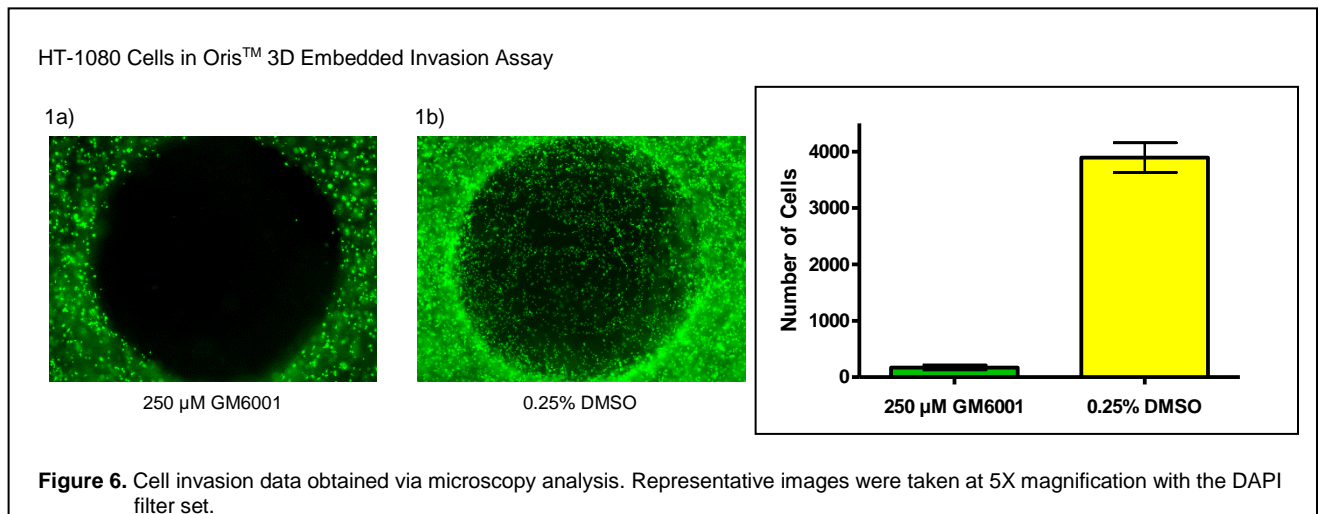 HT-1080 Cells in Oris™ 3D Embedded Invasion Assay
1a)
1b)
250 µM GM6001
0.25% DMSO
Number of Cells
4000
3000
2000
1000
0
250 µM GM6001
0.25% DMSO
Figure 6. Cell invasion data obtained via microscopy analysis. Representative images were taken at 5X magnification with the DAPI
filter set.